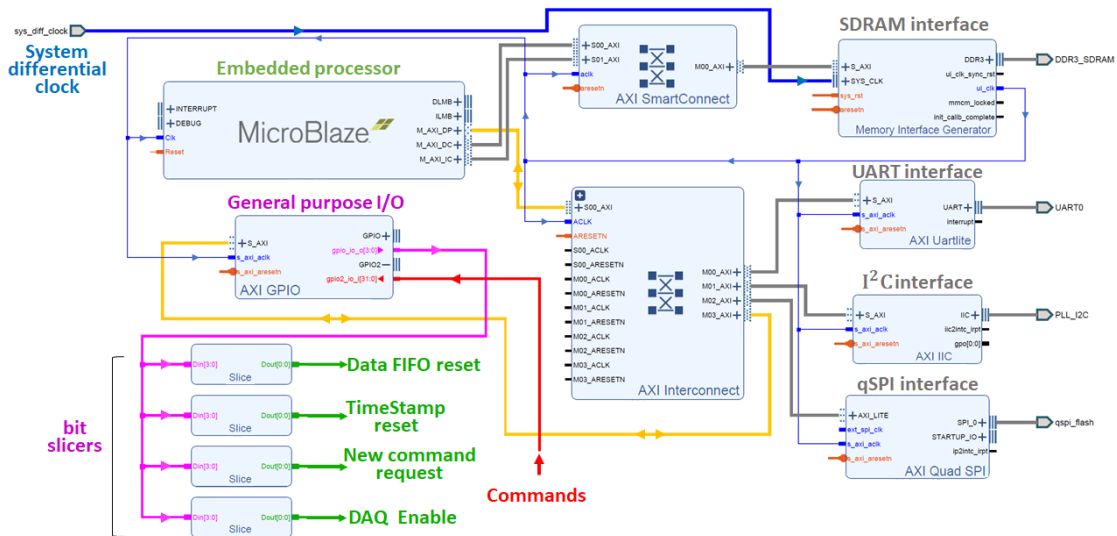 sys_diff_clock
System
differential
clock
Embedded processor
INTERRUPT
DEBUG
Clk
Reset
MicroBlaze
DLMB
ILMB
M_AXI_DP
M_AXI_DC
M_AXI_IC
S00_AXI
S01_AXI
aclk
aresetn
M00_AXI
AXI SmartConnect
SDRAM interface
S_AXI
SYS_CLK
sys_rst
aresetn
DDR3
ui_clk_sync_rst
ui_clk
mmcm_locked
init_calib_complete
Memory Interface Generator
DDR3_SDRAM
General purpose I/O
S_AXI
s_axi_aclk
s_axi_aresetn
GPIO
gpio_io_o[3:0]
GPIO2
gpio2_io_i[31:0]
AXI GPIO
S00_AXI
ACLK
ARESETN
S00_ACLK
S00_ARESETN
M00_ACLK
M00_ARESETN
M01_ACLK
M01_ARESETN
M02_ACLK
M02_ARESETN
M03_ACLK
M03_ARESETN
M00_AXI
M01_AXI
M02_AXI
M03_AXI
AXI Interconnect
UART interface
S_AXI
s_axi_aclk
s_axi_aresetn
UART
interrupt
AXI Uartlite
UART0
I²C interface
S_AXI
s_axi_aclk
s_axi_aresetn
IIC
iic2intc_irpt
gpo[0:0]
AXI IIC
PLL_I2C
qSPI interface
AXI_LITE
ext_spi_clk
s_axi_aclk
s_axi_aresetn
SPI_0
STARTUP_IO
ip2intc_irpt
AXI Quad SPI
qspi_flash
bit
slicers
Din[3:0]
Dout[0:0]
Slice
Data FIFO reset
Din[3:0]
Dout[0:0]
Slice
TimeStamp
reset
Din[3:0]
Dout[0:0]
Slice
New command
request
Din[3:0]
Dout[0:0]
Slice
DAQ Enable
Commands